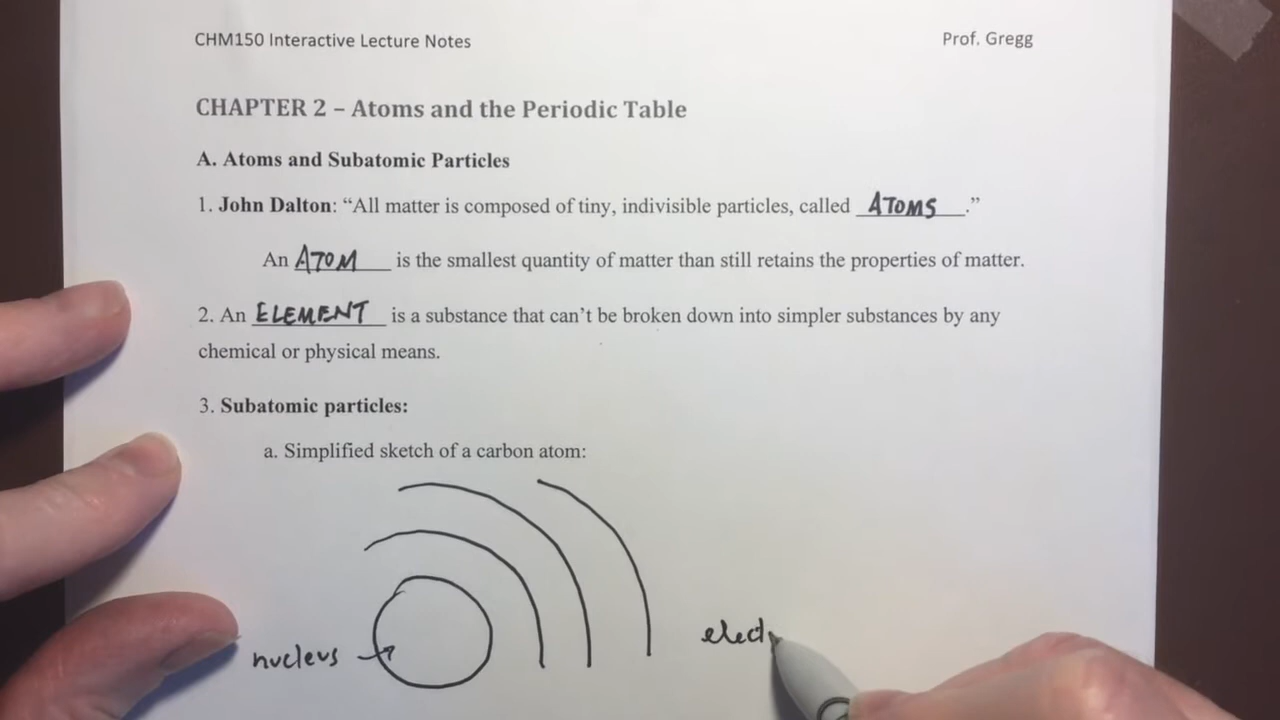 CHM150 Interactive Lecture Notes Prof. Gregg
CHAPTER 2 – Atoms and the Periodic Table
A. Atoms and Subatomic Particles
1. John Dalton: “All matter is composed of tiny, indivisible particles, called ATOMS.”
An ATOM is the smallest quantity of matter than still retains the properties of matter.
2. An ELEMENT is a substance that can’t be broken down into simpler substances by any
chemical or physical means.
3. Subatomic particles:
a. Simplified sketch of a carbon atom:
nucleus